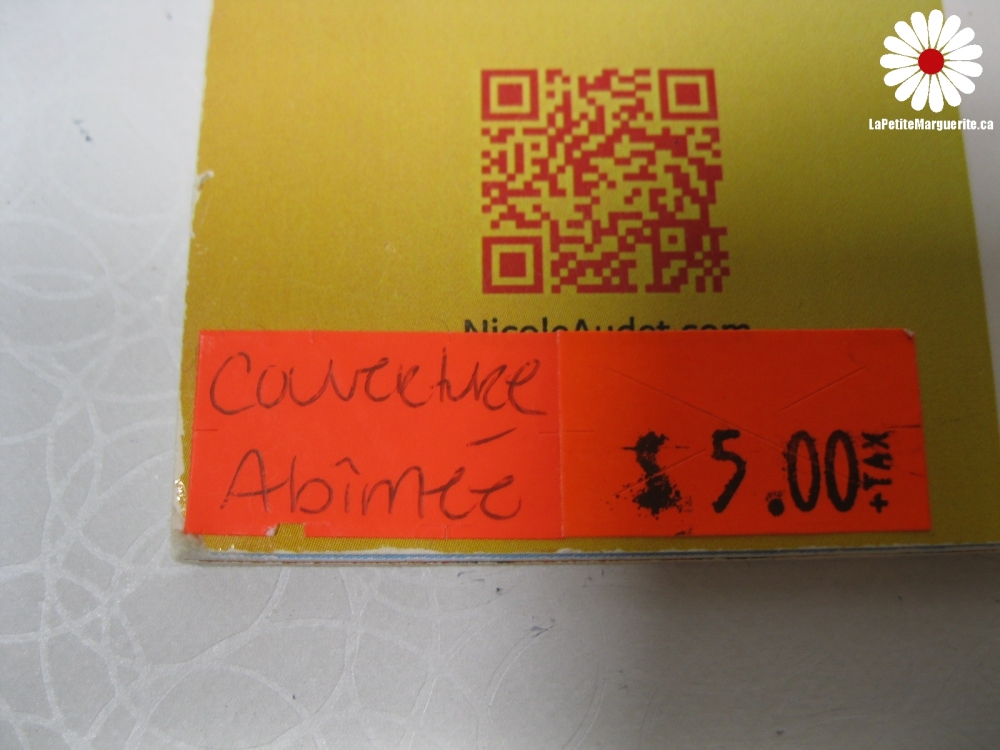 LaPetiteMarguerite.ca
NicoleAudet.com
Couverture
Abîmée
$5.00
+TAX